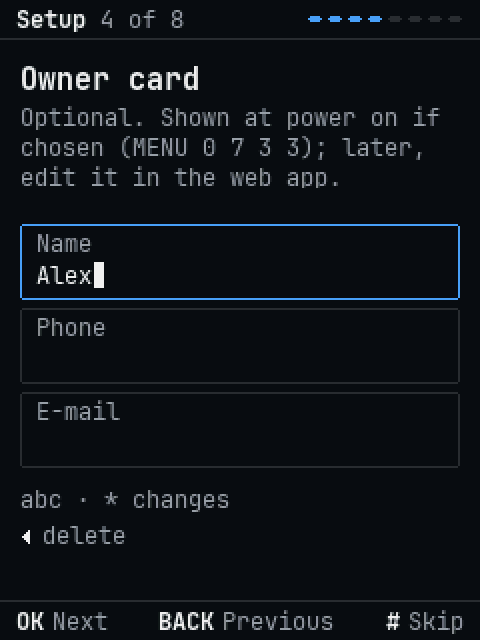 Setup 4 of 8
Owner card
Optional. Shown at power on if
chosen (MENU 0 7 3 3); later,
edit it in the web app.
Name
Alex
Phone
E-mail
abc · * changes
delete
OK Next BACK Previous # Skip